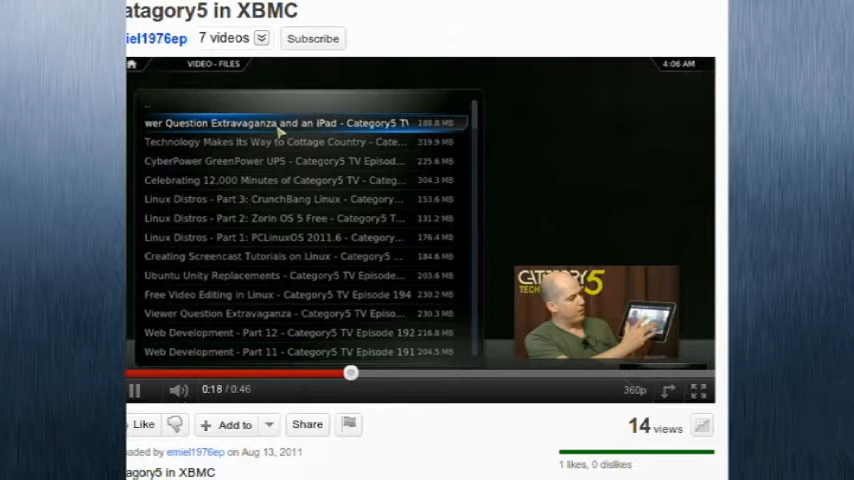 atagory5 in XBMC
iel1976ep 7 videos Subscribe
VIDEO - FILES 4:06 AM
..
wer Question Extravaganza and an iPad - Category5 TV 188.8 MB
Technology Makes Its Way to Cottage Country - Cate... 319.9 MB
CyberPower GreenPower UPS - Category5 TV Episod... 225.6 MB
Celebrating 12,000 Minutes of Category5 TV - Categ... 304.3 MB
Linux Distros - Part 3: CrunchBang Linux - Category... 153.6 MB
Linux Distros - Part 2: Zorin OS 5 Free - Category5 T... 131.2 MB
Linux Distros - Part 1: PCLinuxOS 2011.6 - Category... 176.4 MB
Creating Screencast Tutorials on Linux - Category5 ... 184.6 MB
Ubuntu Unity Replacements - Category5 TV Episode... 203.6 MB
Free Video Editing in Linux - Category5 TV Episode 194 230.2 MB
Viewer Question Extravaganza - Category5 TV Episo... 230.3 MB
Web Development - Part 12 - Category5 TV Episode 192 216.8 MB
Web Development - Part 11 - Category5 TV Episode 191 204.5 MB
CATEGORY 5
TECH
0:18 / 0:46 360p
Like + Add to Share 14 views
aded by emiel1976ep on Aug 13, 2011
1 likes, 0 dislikes
agory5 in XBMC